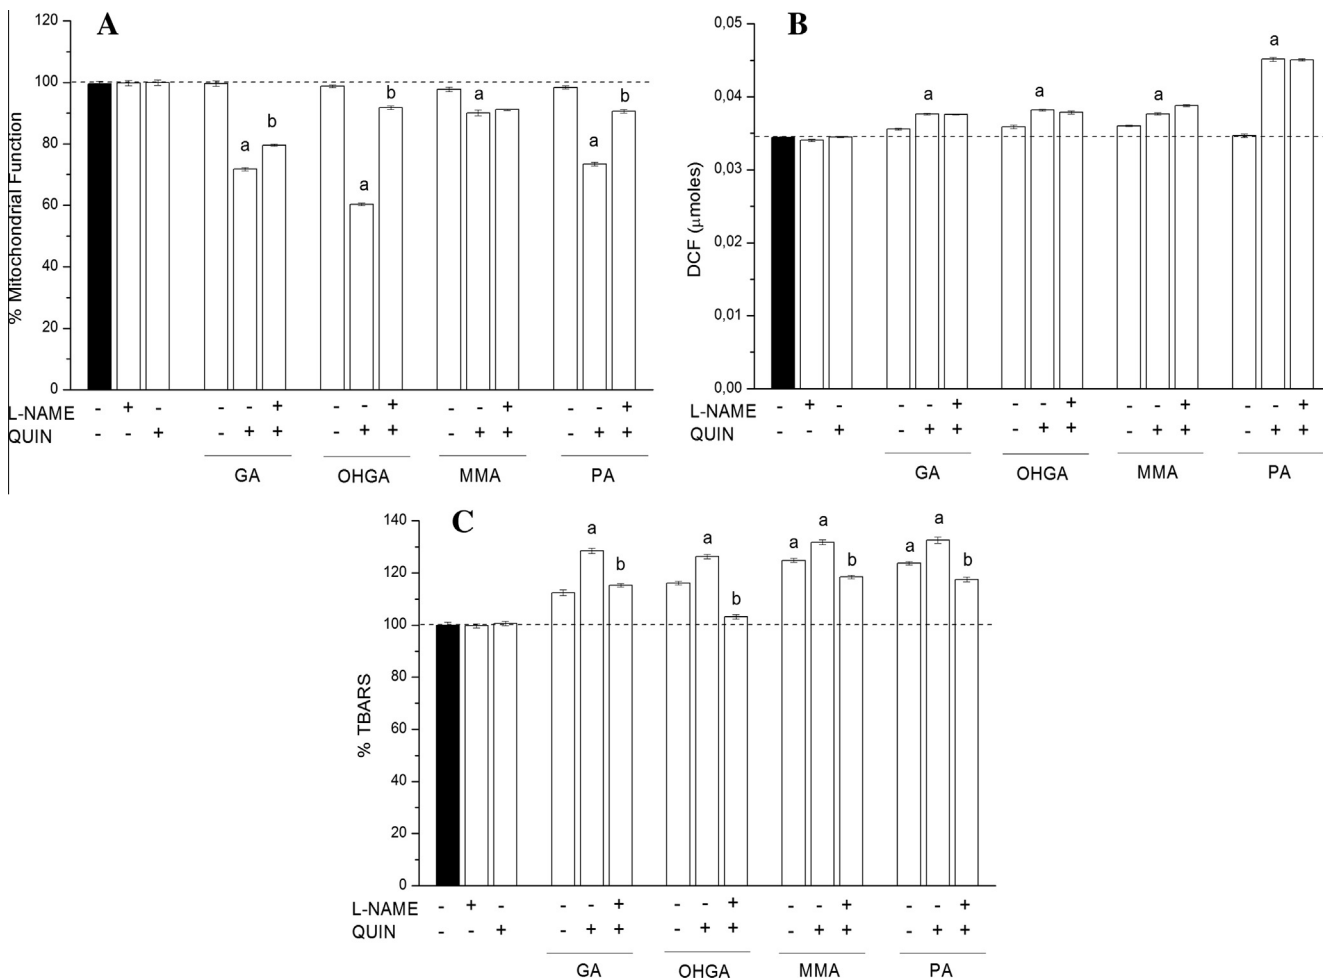 A
120
100
80
60
40
20
0
% Mitochondrial Function
a b a b a a b
L-NAME - + - - - + - - + - - + - - +
QUIN - - + - + + - + + - + + - + +
GA OHGA MMA PA
B
0,05
0,04
0,03
0,02
0,01
0,00
DCF (μmoles)
a a a a
L-NAME - + - - - + - - + - - + - - +
QUIN - - + - + + - + + - + + - + +
GA OHGA MMA PA
C
140
120
100
80
60
40
20
0
% TBARS
a b a b a a b a a b
L-NAME - + - - - + - - + - - + - - +
QUIN - - + - + + - + + - + + - + +
GA OHGA MMA PA